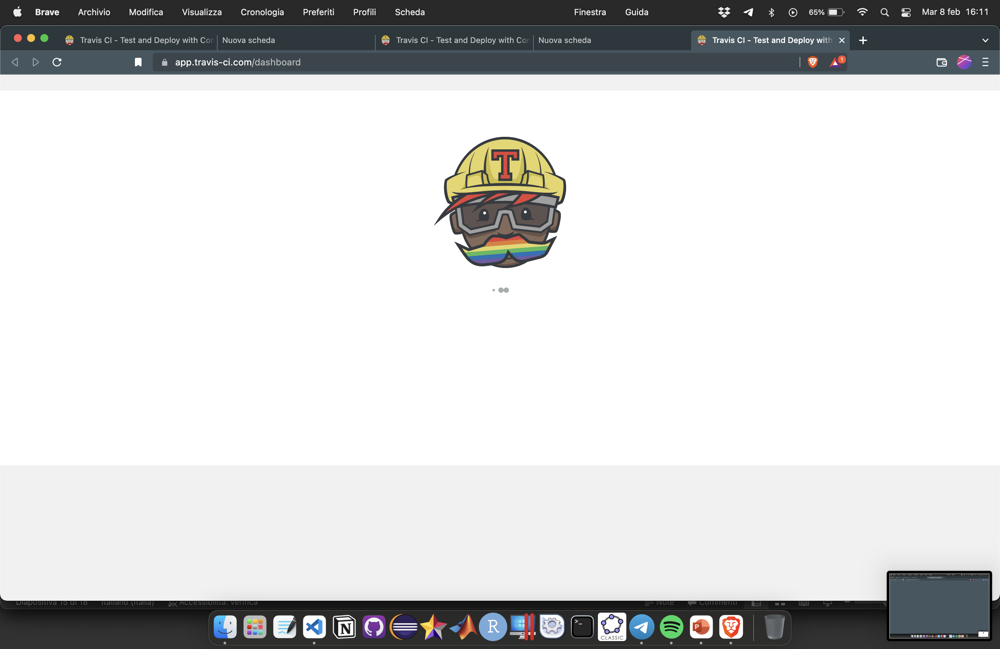 Brave Archivio Modifica Visualizza Cronologia Preferiti Profili Scheda Finestra Guida 65% Mar 8 feb 16:11
Travis CI - Test and Deploy with Con Nuova scheda Travis CI - Test and Deploy with Con Nuova scheda Travis CI - Test and Deploy with
app.travis-ci.com/dashboard 1
T
Diapositiva 15 di 18 Italiano (Italia) Accessibilità: verifica Note Commenti
N R >_ CLASSIC P